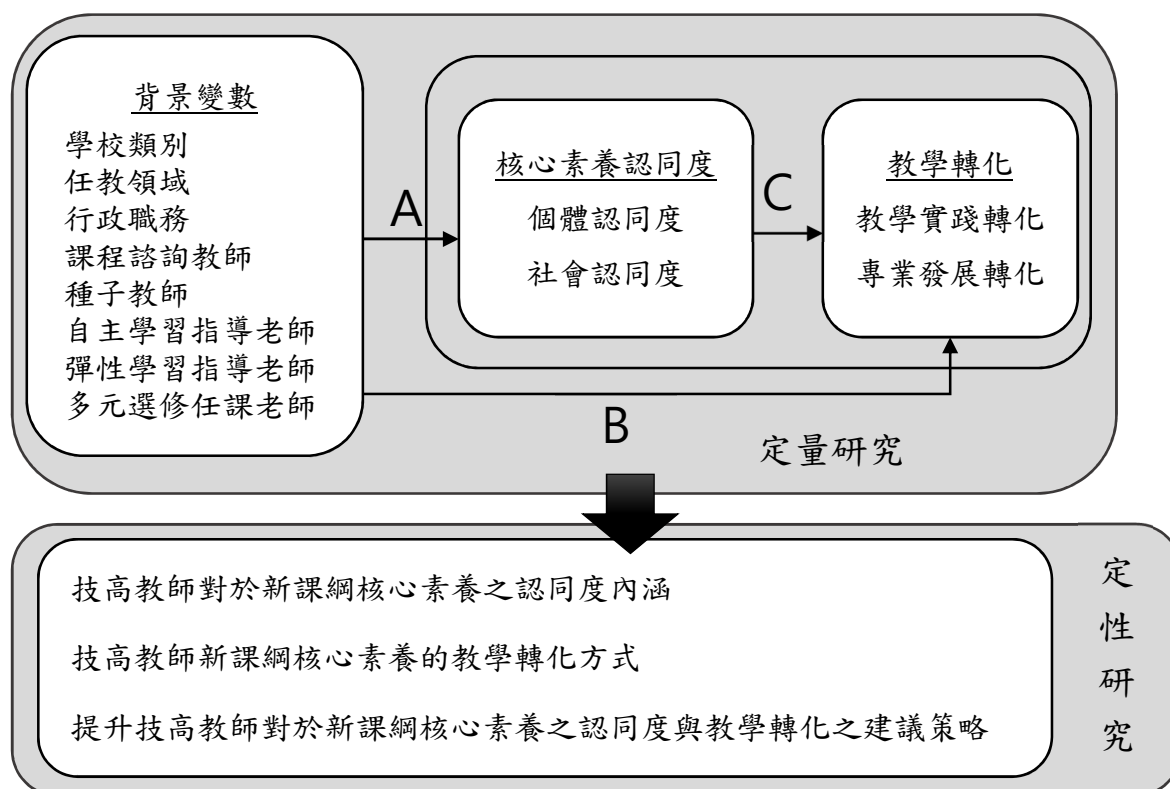 背景變數
學校類別
任教領域
行政職務
課程諮詢教師
種子教師
自主學習指導老師
彈性學習指導老師
多元選修任課老師
A
核心素養認同度
個體認同度
社會認同度
C
教學轉化
教學實踐轉化
專業發展轉化
B
定量研究
技高教師對於新課綱核心素養之認同度內涵
技高教師新課綱核心素養的教學轉化方式
提升技高教師對於新課綱核心素養之認同度與教學轉化之建議策略
定性研究